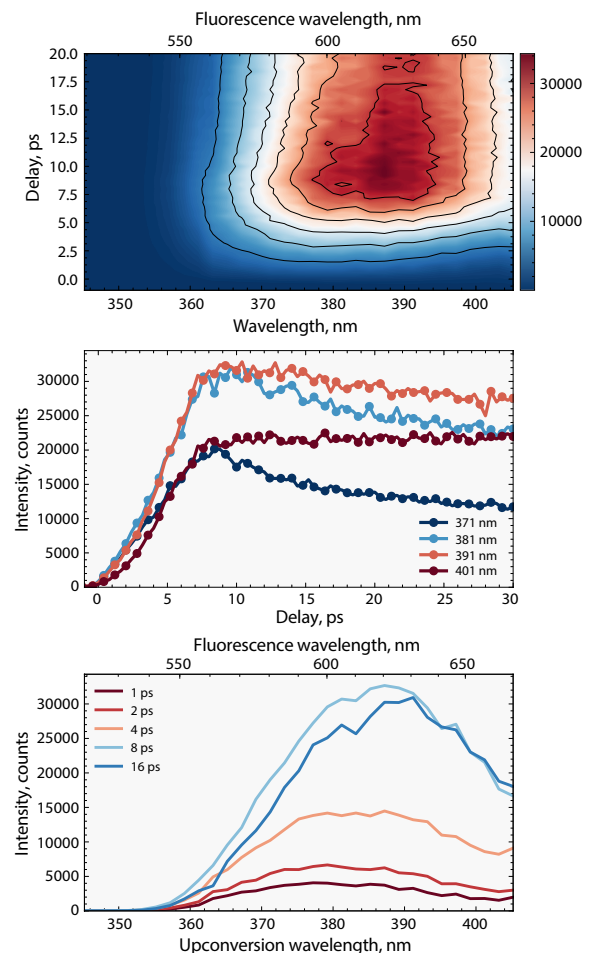 Fluorescence wavelength, nm
550 600 650
20.0
17.5
15.0
12.5
10.0
7.5
5.0
2.5
0.0
Delay, ps
30000
20000
10000
350 360 370 380 390 400
Wavelength, nm
30000
25000
20000
15000
10000
5000
0
Intensity, counts
371 nm
381 nm
391 nm
401 nm
0 5 10 15 20 25 30
Delay, ps
Fluorescence wavelength, nm
550 600 650
30000
25000
20000
15000
10000
5000
0
Intensity, counts
1 ps
2 ps
4 ps
8 ps
16 ps
350 360 370 380 390 400
Upconversion wavelength, nm